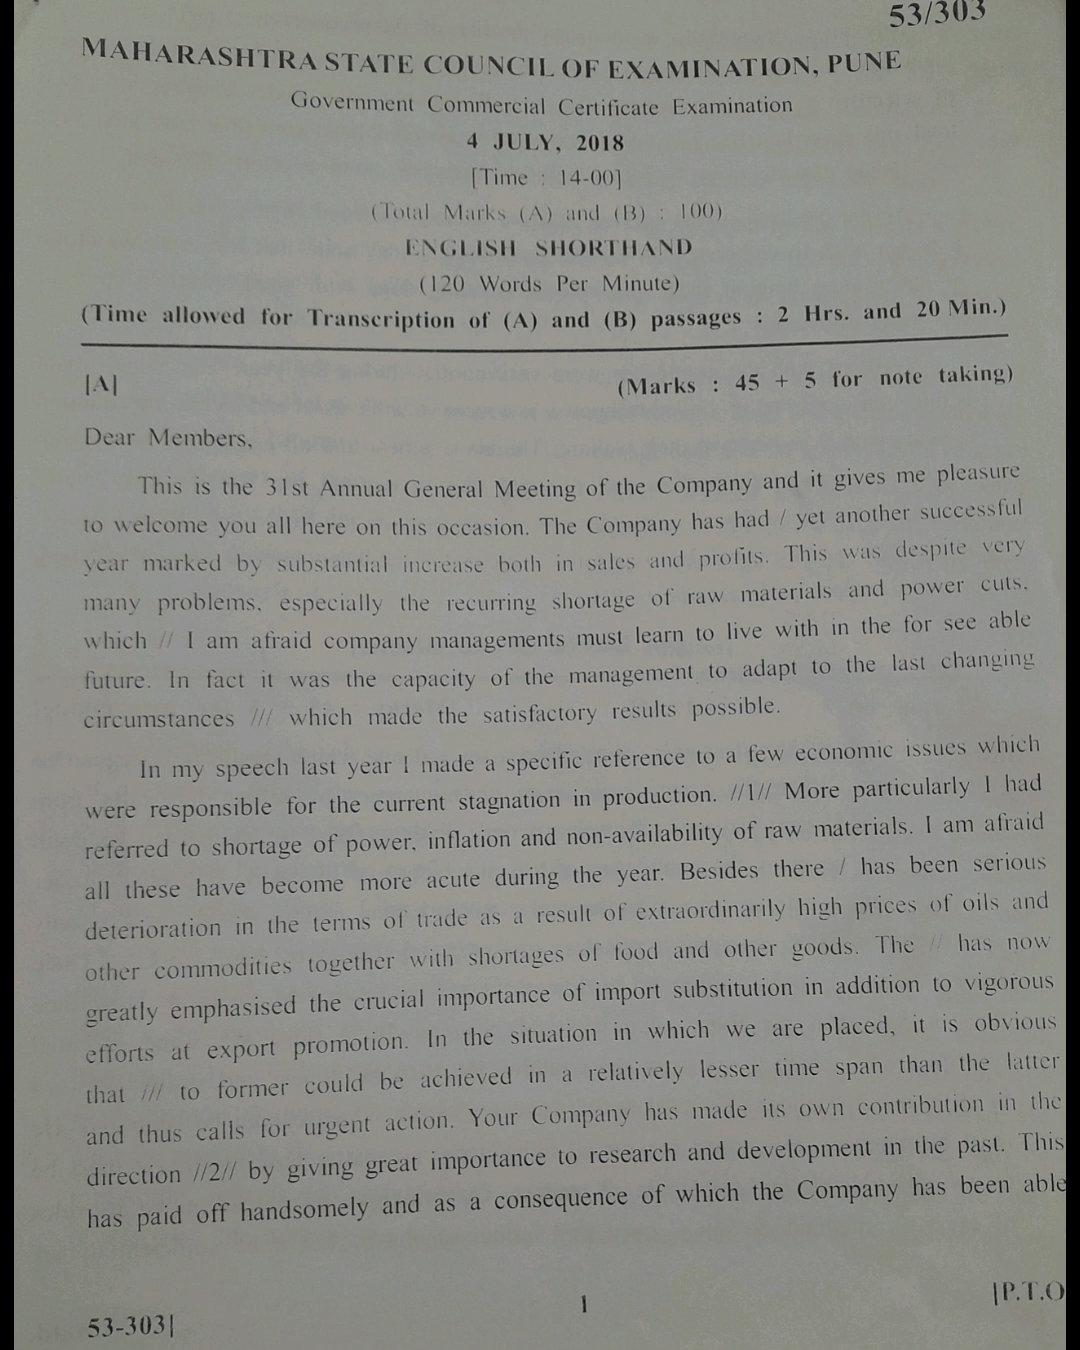 53/303
MAHARASHTRA STATE COUNCIL OF EXAMINATION, PUNE
Government Commercial Certificate Examination
4 JULY, 2018
[Time : 14-00]
(Total Marks (A) and (B) : 100)
ENGLISH SHORTHAND
(120 Words Per Minute)
(Time allowed for Transcription of (A) and (B) passages : 2 Hrs. and 20 Min.)
[A]
(Marks : 45 + 5 for note taking)
Dear Members,
This is the 31st Annual General Meeting of the Company and it gives me pleasure
to welcome you all here on this occasion. The Company has had / yet another successful
year marked by substantial increase both in sales and profits. This was despite very
many problems, especially the recurring shortage of raw materials and power cuts,
which // I am afraid company managements must learn to live with in the for see able
future. In fact it was the capacity of the management to adapt to the last changing
circumstances /// which made the satisfactory results possible.
In my speech last year I made a specific reference to a few economic issues which
were responsible for the current stagnation in production. //1// More particularly I had
referred to shortage of power, inflation and non-availability of raw materials. I am afraid
all these have become more acute during the year. Besides there / has been serious
deterioration in the terms of trade as a result of extraordinarily high prices of oils and
other commodities together with shortages of food and other goods. The // has now
greatly emphasised the crucial importance of import substitution in addition to vigorous
efforts at export promotion. In the situation in which we are placed, it is obvious
that /// to former could be achieved in a relatively lesser time span than the latter
and thus calls for urgent action. Your Company has made its own contribution in the
direction //2// by giving great importance to research and development in the past. This
has paid off handsomely and as a consequence of which the Company has been able
53-303]
1
[P.T.O